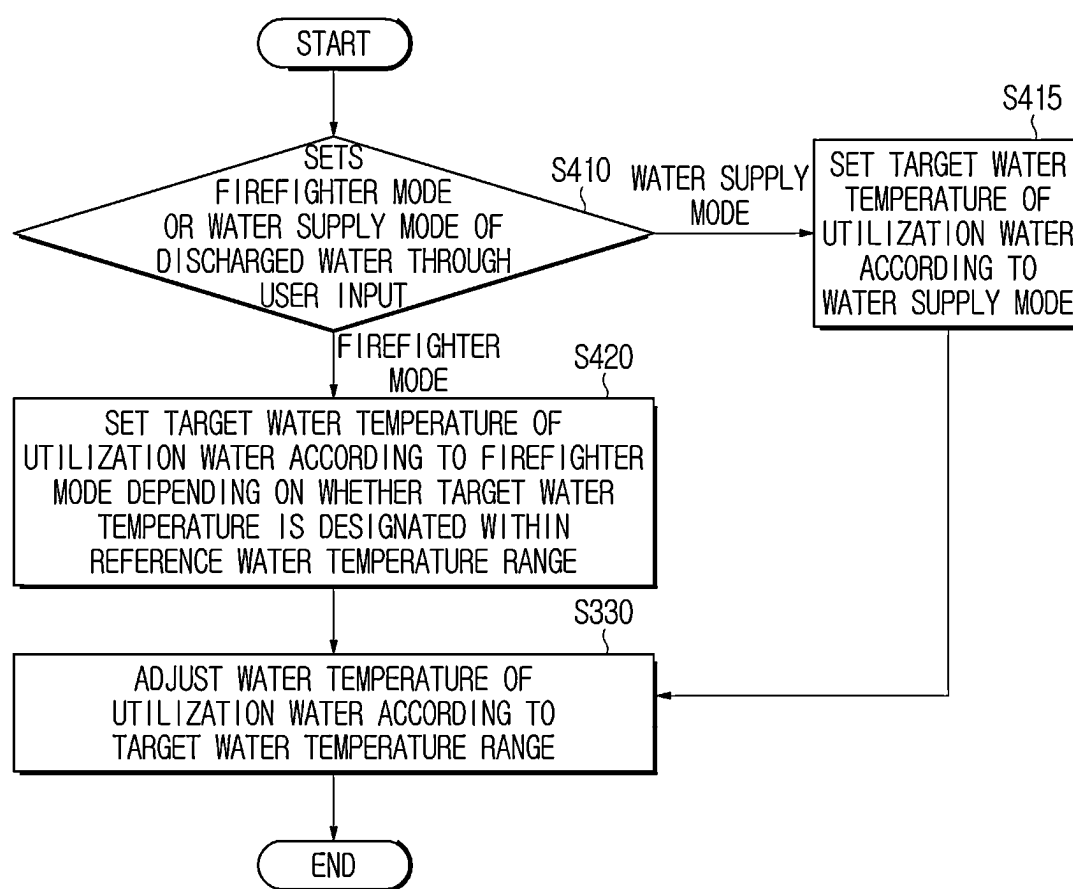 START
SETS
FIREFIGHTER MODE
OR WATER SUPPLY MODE OF
DISCHARGED WATER THROUGH
USER INPUT
S410
WATER SUPPLY
MODE
S415
SET TARGET WATER
TEMPERATURE OF
UTILIZATION WATER
ACCORDING TO
WATER SUPPLY MODE
FIREFIGHTER
MODE
S420
SET TARGET WATER TEMPERATURE OF
UTILIZATION WATER ACCORDING TO FIREFIGHTER
MODE DEPENDING ON WHETHER TARGET WATER
TEMPERATURE IS DESIGNATED WITHIN
REFERENCE WATER TEMPERATURE RANGE
S330
ADJUST WATER TEMPERATURE OF
UTILIZATION WATER ACCORDING TO
TARGET WATER TEMPERATURE RANGE
END